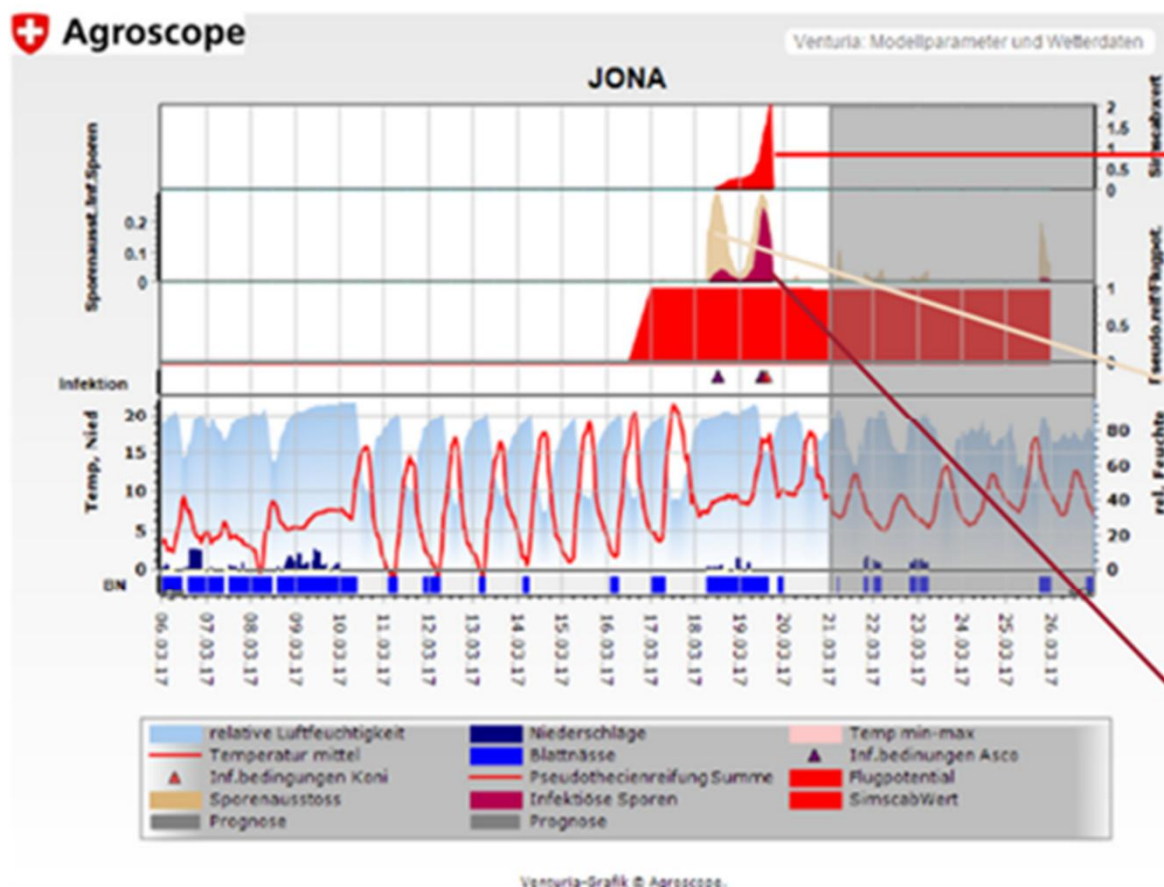 Agroscope
Venturia: Modellparameter und Wetterdaten
JONA
Sporenausst.Inf.Sporen
2
1.5
1
0.5
0
Simscabwert
0.2
0.1
0
1
0.5
Pseudo.reif/Flugpot.
Infektion
Temp, Nied
20
15
10
5
0
80
60
40
20
0
rel. Feuchte
BN
06.03.17
07.03.17
08.03.17
09.03.17
10.03.17
11.03.17
12.03.17
13.03.17
14.03.17
15.03.17
16.03.17
17.03.17
18.03.17
19.03.17
20.03.17
21.03.17
22.03.17
23.03.17
24.03.17
25.03.17
26.03.17
relative Luftfeuchtigkeit
Niederschläge
Temp min-max
Temperatur mittel
Blattnässe
Inf.bedinungen Asco
Inf.bedingungen Koni
Pseudothecienreifung Summe
Flugpotential
Sporenausstoss
Infektiöse Sporen
SimscabWert
Prognose
Prognose
Venturia-Grafik © Agroscope.